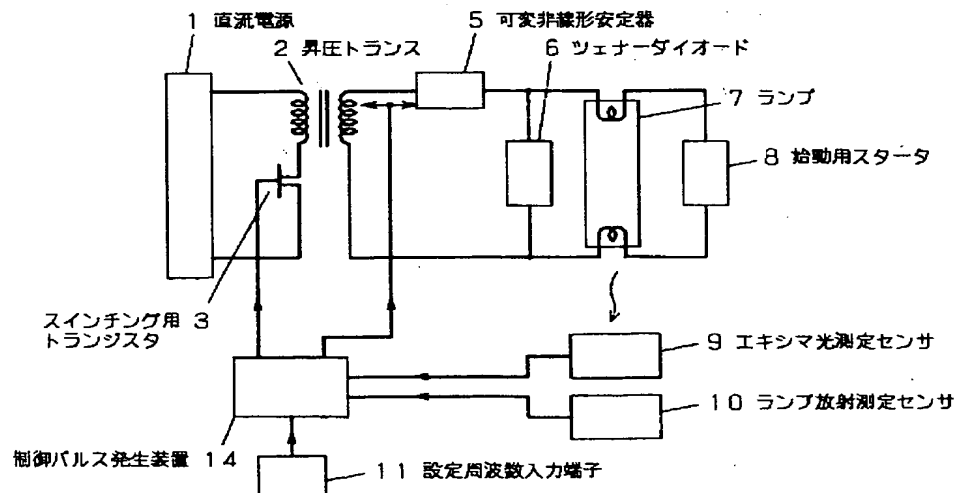 1 直流電源
2 昇圧トランス
5 可変非線形安定器
6 ツェナーダイオード
7 ランプ
8 始動用スタータ
スインチング用 3
トランジスタ
9 エキシマ光測定センサ
10 ランプ放射測定センサ
制御パルス発生装置 14
11 設定周波数入力端子